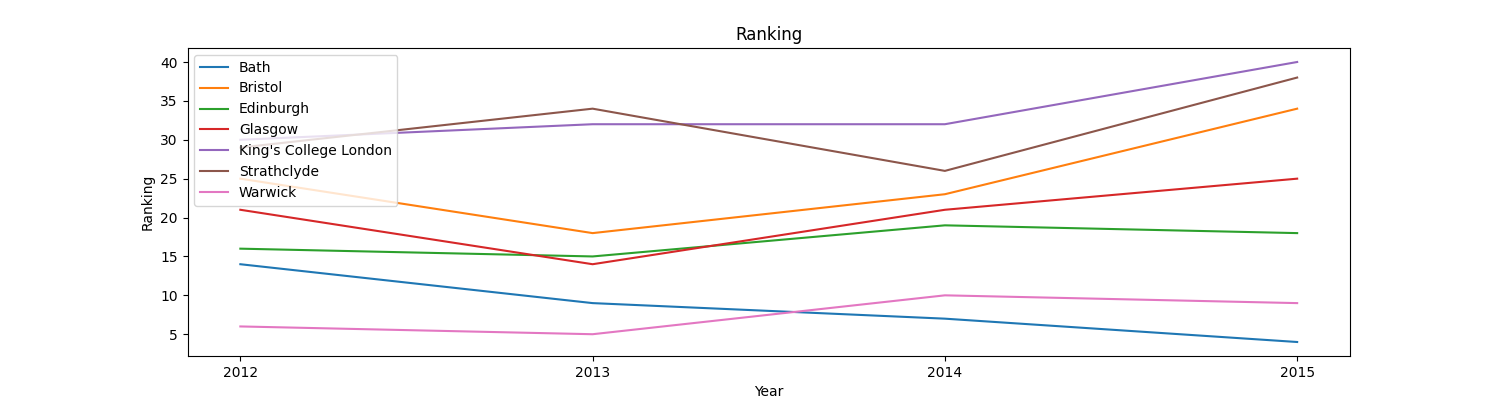 Ranking
40
35
30
25
20
15
10
5
Ranking
Bath
Bristol
Edinburgh
Glasgow
King's College London
Strathclyde
Warwick
2012 2013 2014 2015
Year